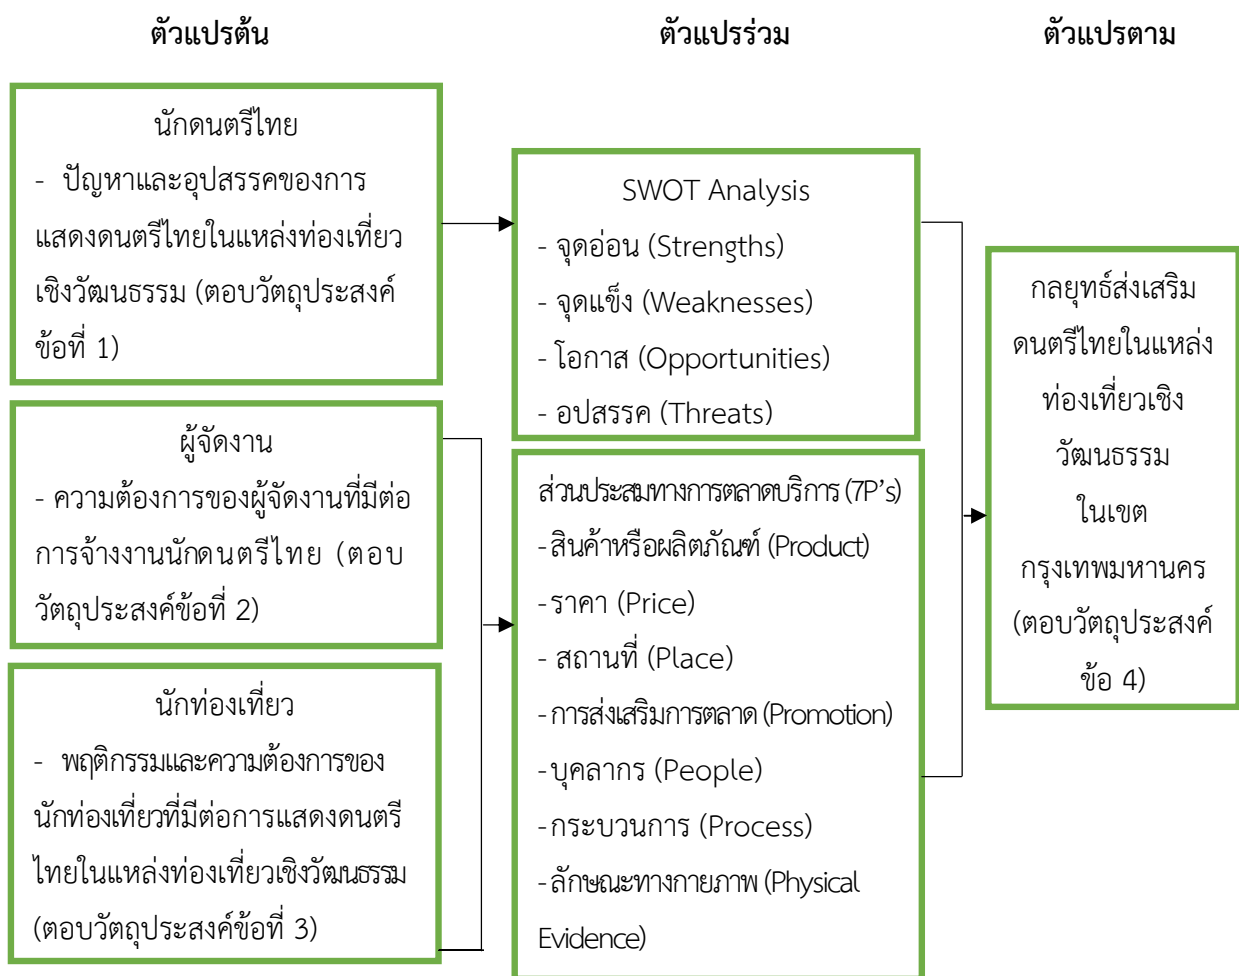 ตัวแปรต้น
ตัวแปรร่วม
ตัวแปรตาม
นักดนตรีไทย
- ปัญหาและอุปสรรคของการ
แสดงดนตรีไทยในแหล่งท่องเที่ยว
เชิงวัฒนธรรม (ตอบวัตถุประสงค์
ข้อที่ 1)
ผู้จัดงาน
- ความต้องการของผู้จัดงานที่มีต่อ
การจ้างงานนักดนตรีไทย (ตอบ
วัตถุประสงค์ข้อที่ 2)
นักท่องเที่ยว
- พฤติกรรมและความต้องการของ
นักท่องเที่ยวที่มีต่อการแสดงดนตรี
ไทยในแหล่งท่องเที่ยวเชิงวัฒนธรรม
(ตอบวัตถุประสงค์ข้อที่ 3)
SWOT Analysis
- จุดอ่อน (Strengths)
- จุดแข็ง (Weaknesses)
- โอกาส (Opportunities)
- อปสรรค (Threats)
ส่วนประสมทางการตลาดบริการ (7P’s)
- สินค้าหรือผลิตภัณฑ์ (Product)
- ราคา (Price)
- สถานที่ (Place)
- การส่งเสริมการตลาด (Promotion)
- บุคลากร (People)
- กระบวนการ (Process)
- ลักษณะทางกายภาพ (Physical
Evidence)
กลยุทธ์ส่งเสริม
ดนตรีไทยในแหล่ง
ท่องเที่ยวเชิง
วัฒนธรรม
ในเขต
กรุงเทพมหานคร
(ตอบวัตถุประสงค์
ข้อ 4)